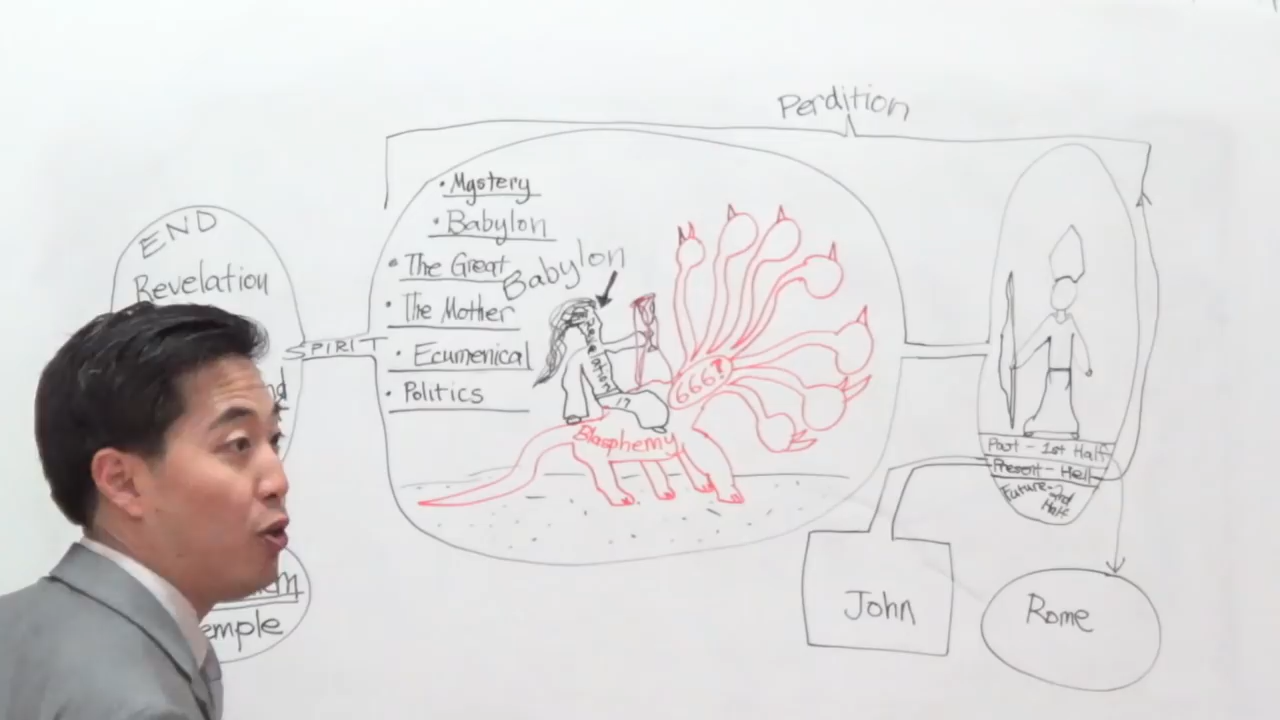 Perdition
END
Revelation
SPIRIT
• Mystery
• Babylon
• The Great
• The Mother
• Ecumenical
• Politics
Babylon
Revelation
17
666?
Blasphemy
Past - 1st Half
Present - Hell
Future - 2nd
Half
John
Rome
emple